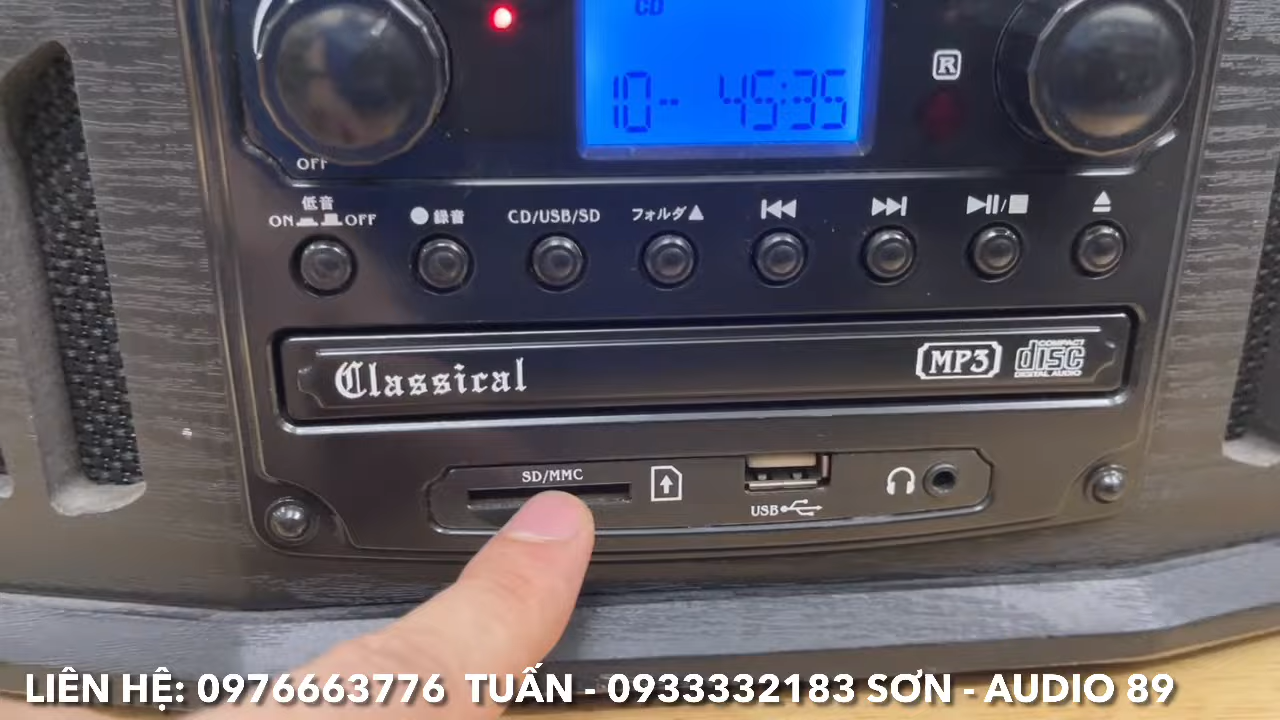 CD
10-- 45:35
R
OFF
低音
ON OFF
録音
CD/USB/SD
フォルダ▲
Classical
MP3
COMPACT
disc
DIGITAL AUDIO
SD/MMC
USB
LIÊN HỆ: 0976663776 TUẤN - 0933332183 SƠN - AUDIO 89